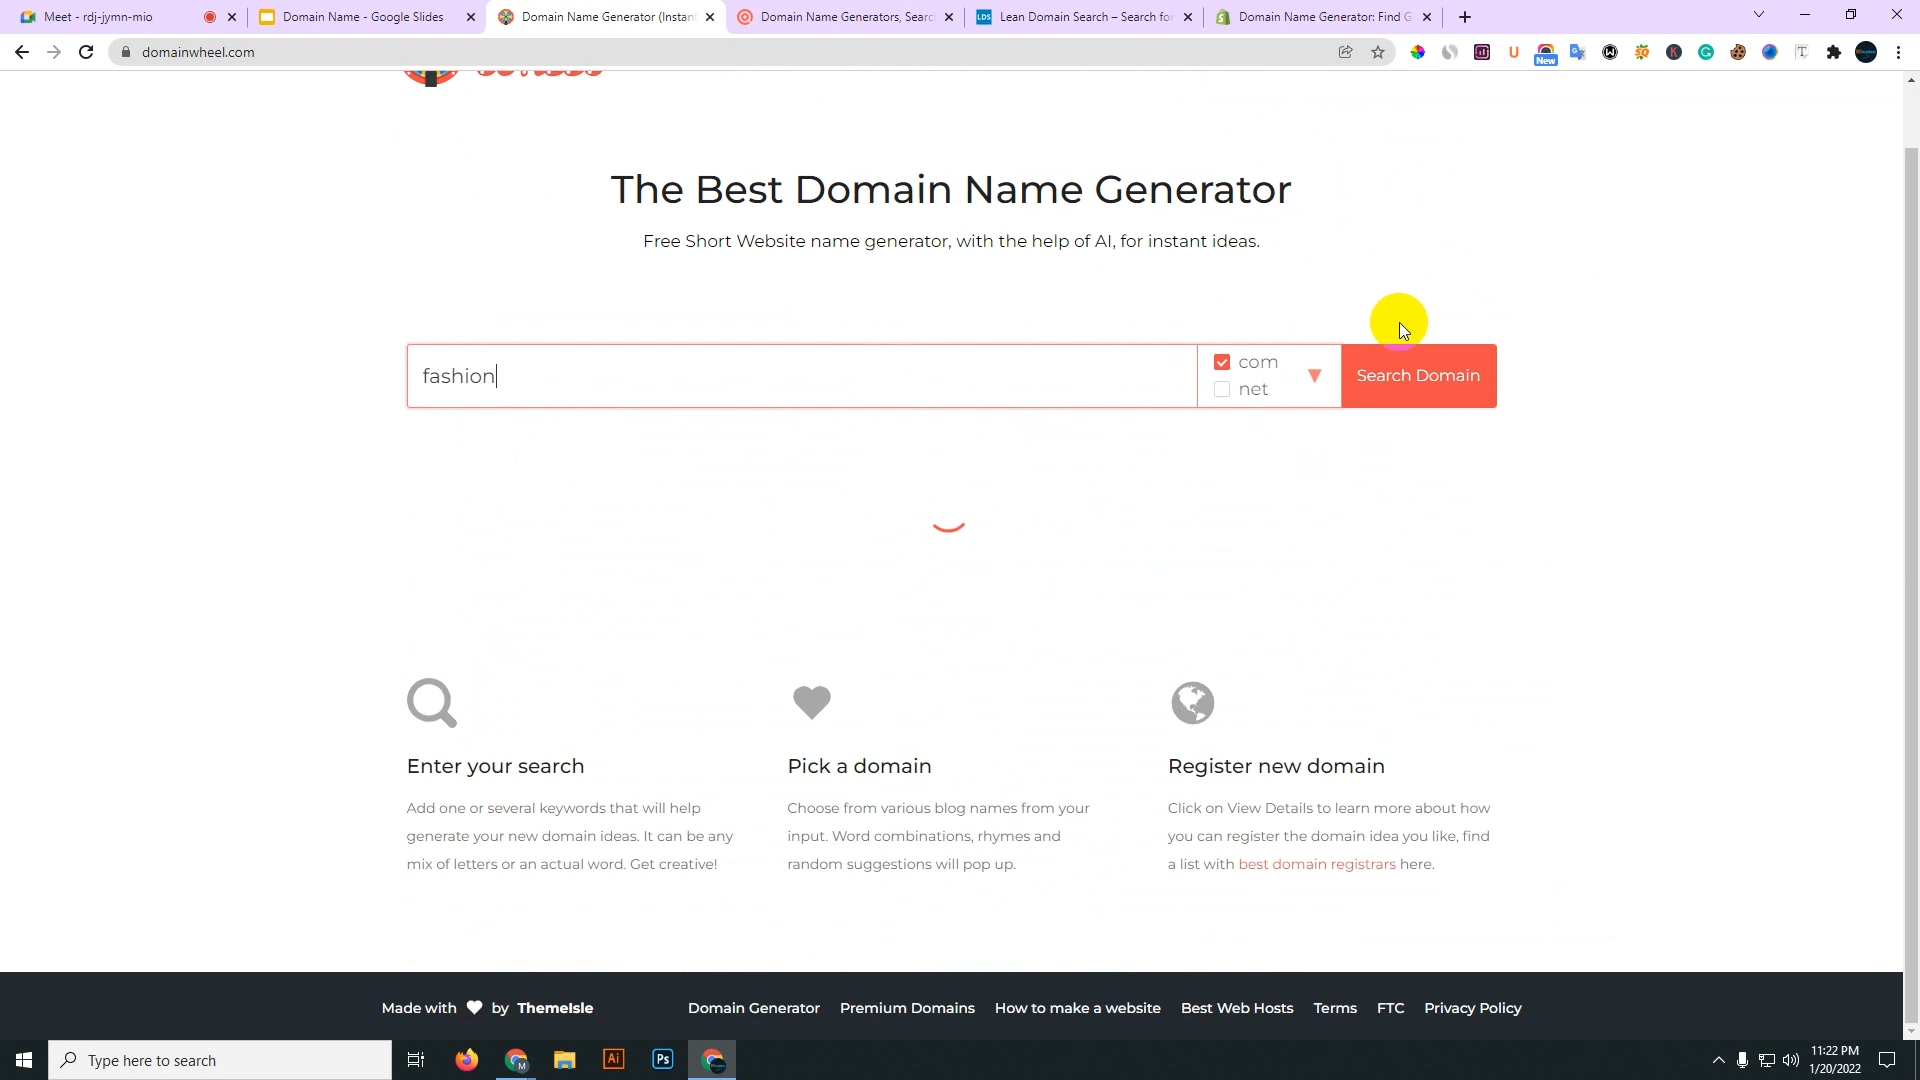 Meet - rdj-jymn-mio
Domain Name - Google Slides
Domain Name Generator (Instan
Domain Name Generators, Searc
LDS
Lean Domain Search – Search fo
Domain Name Generator: Find G
domainwheel.com
New
The Best Domain Name Generator
Free Short Website name generator, with the help of AI, for instant ideas.
fashion
com
net
Search Domain
Enter your search
Add one or several keywords that will help
generate your new domain ideas. It can be any
mix of letters or an actual word. Get creative!
Pick a domain
Choose from various blog names from your
input. Word combinations, rhymes and
random suggestions will pop up.
Register new domain
Click on View Details to learn more about how
you can register the domain idea you like, find
a list with best domain registrars here.
Made with by ThemeIsle
Domain Generator Premium Domains How to make a website Best Web Hosts Terms FTC Privacy Policy
Type here to search
Ai
Ps
11:22 PM
1/20/2022